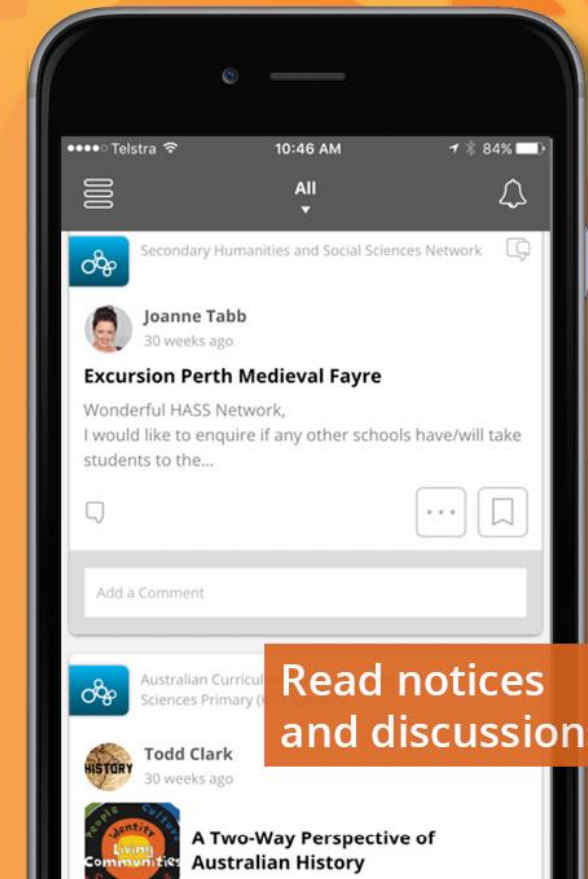 Telstra 10:46 AM 84%
All
Secondary Humanities and Social Sciences Network
Joanne Tabb
30 weeks ago
Excursion Perth Medieval Fayre
Wonderful HASS Network,
I would like to enquire if any other schools have/will take
students to the...
Add a Comment
Australian
Sciences Primary
Read notices
and discussion
HISTORY
Todd Clark
30 weeks ago
People Culture
Identity
Living
Communities
A Two-Way Perspective of
Australian History